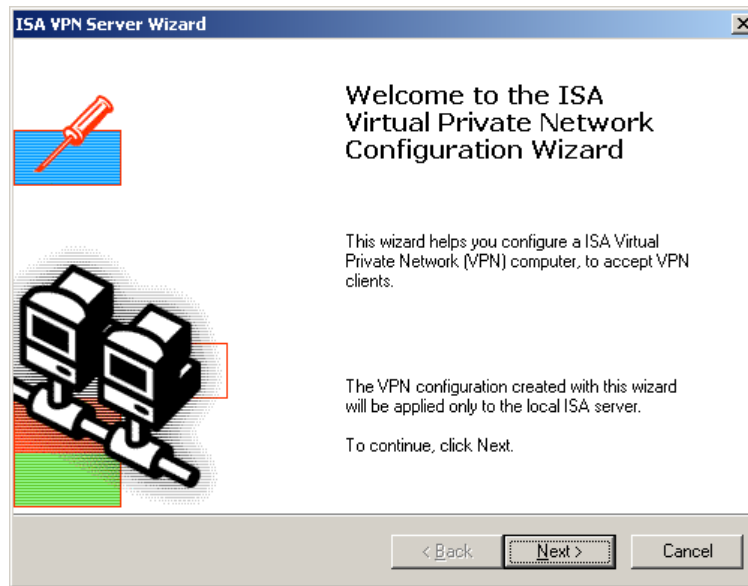 ISA VPN Server Wizard
Welcome to the ISA
Virtual Private Network
Configuration Wizard
This wizard helps you configure a ISA Virtual
Private Network (VPN) computer, to accept VPN
clients.
The VPN configuration created with this wizard
will be applied only to the local ISA server.
To continue, click Next.
< Back
Next >
Cancel